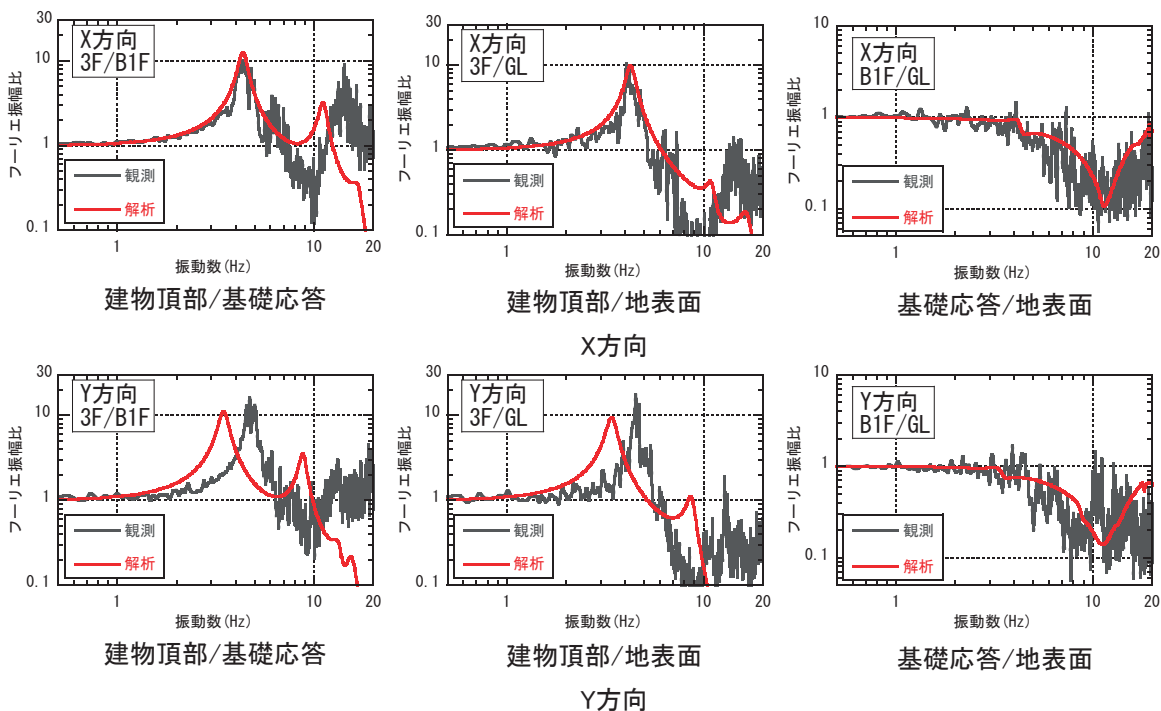 30
10
1
0.1
フーリエ振幅比
X方向
3F/B1F
観測
解析
1
10
20
振動数(Hz)
建物頂部/基礎応答
30
10
1
0.1
フーリエ振幅比
X方向
3F/GL
観測
解析
1
10
20
振動数(Hz)
建物頂部/地表面
10
1
0.1
フーリエ振幅比
X方向
B1F/GL
観測
解析
1
10
20
振動数(Hz)
基礎応答/地表面
X方向
30
10
1
0.1
フーリエ振幅比
Y方向
3F/B1F
観測
解析
1
10
20
振動数(Hz)
建物頂部/基礎応答
30
10
1
0.1
フーリエ振幅比
Y方向
3F/GL
観測
解析
1
10
20
振動数(Hz)
建物頂部/地表面
10
1
0.1
フーリエ振幅比
Y方向
B1F/GL
観測
解析
1
10
20
振動数(Hz)
基礎応答/地表面
Y方向